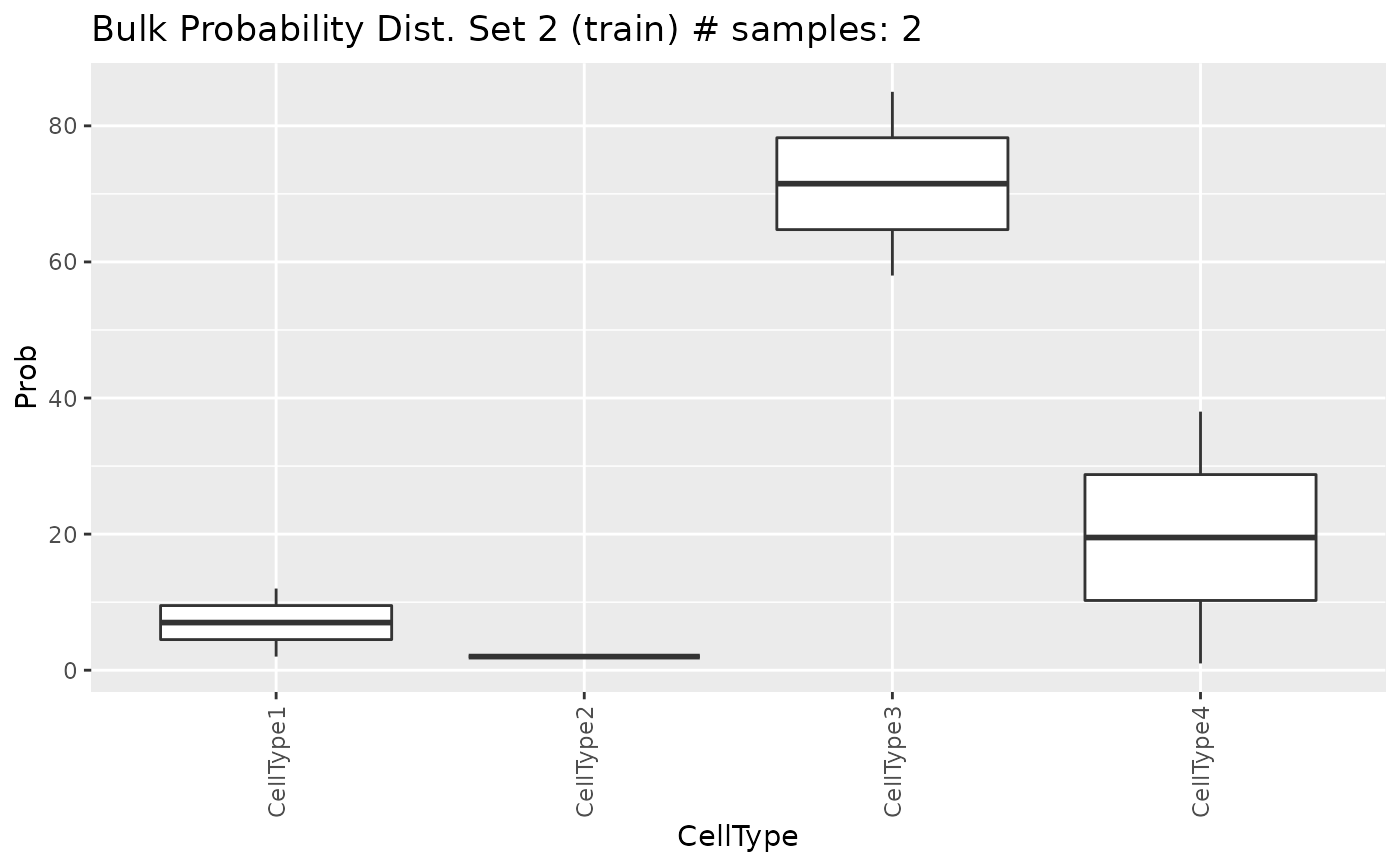 Bulk Probability Dist. Set 2 (train) # samples: 2
Prob
80
60
40
20
0
CellType1
CellType2
CellType3
CellType4
CellType